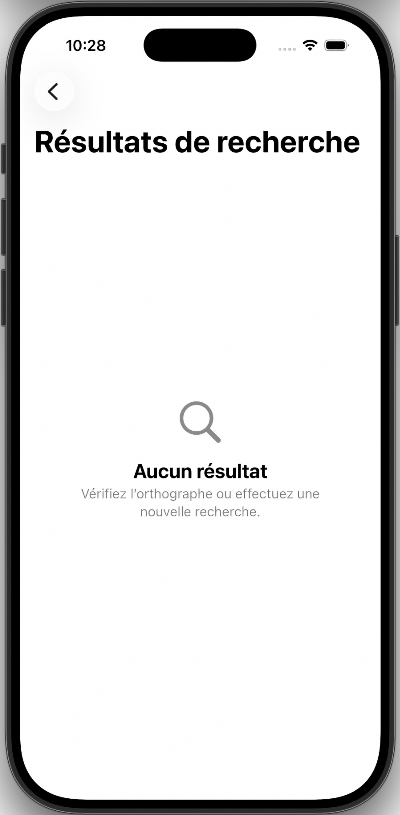 10:28
Résultats de recherche
Aucun résultat
Vérifiez l'orthographe ou effectuez une
nouvelle recherche.